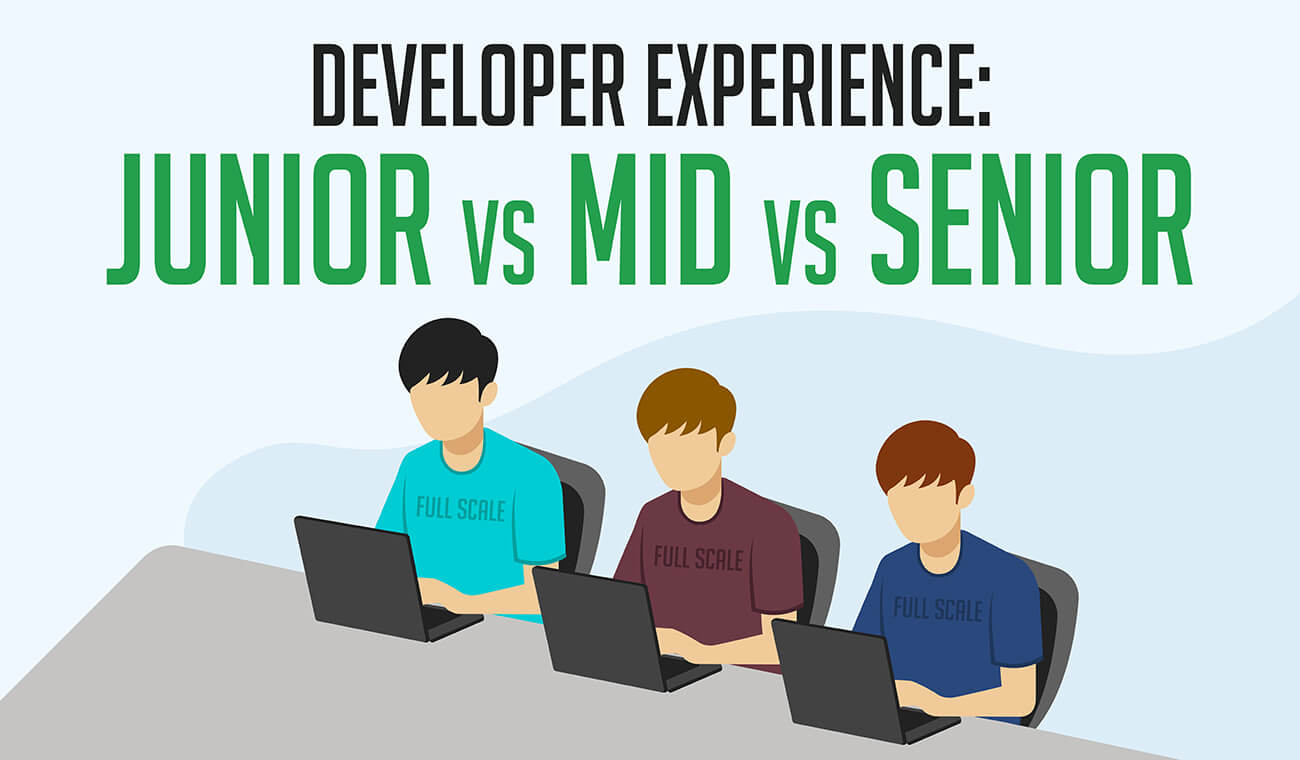 DEVELOPER EXPERIENCE:
JUNIOR VS MID VS SENIOR
FULL SCALE
FULL SCALE
FULL SCALE